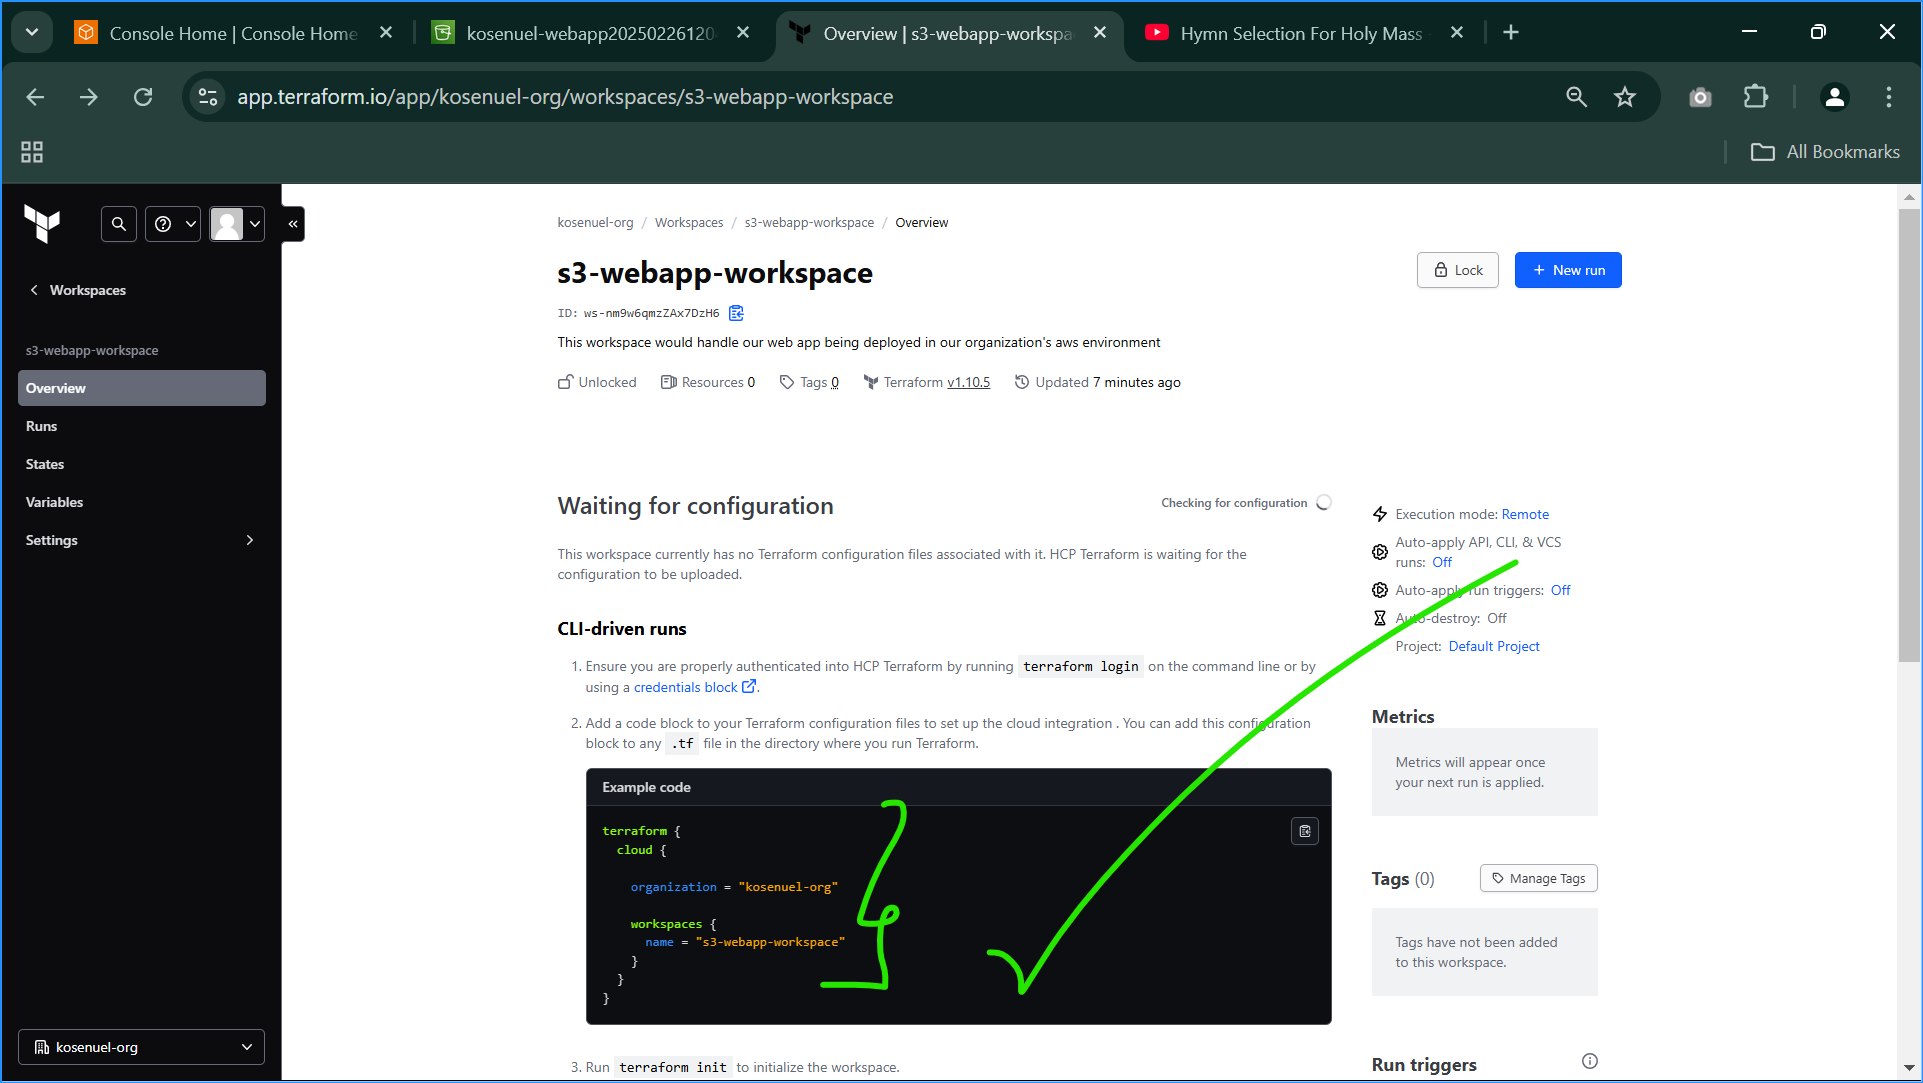 Console Home | Console Home
kosenuel-webapp20250226120
Overview | s3-webapp-workspa
Hymn Selection For Holy Mass
app.terraform.io/app/kosenuel-org/workspaces/s3-webapp-workspace
All Bookmarks
Workspaces
s3-webapp-workspace
Overview
Runs
States
Variables
Settings
kosenuel-org
kosenuel-org / Workspaces / s3-webapp-workspace / Overview
s3-webapp-workspace
Lock
+ New run
ID: ws-nm9w6qmzZAx7DzH6
This workspace would handle our web app being deployed in our organization's aws environment
Unlocked Resources 0 Tags 0 Terraform v1.10.5 Updated 7 minutes ago
Waiting for configuration
Checking for configuration
This workspace currently has no Terraform configuration files associated with it. HCP Terraform is waiting for the
configuration to be uploaded.
CLI-driven runs
1. Ensure you are properly authenticated into HCP Terraform by running terraform login on the command line or by
using a credentials block .
2. Add a code block to your Terraform configuration files to set up the cloud integration . You can add this configuration
block to any .tf file in the directory where you run Terraform.
Example code
terraform {
cloud {
organization = "kosenuel-org"
workspaces {
name = "s3-webapp-workspace"
}
}
}
3. Run terraform init to initialize the workspace.
Execution mode: Remote
Auto-apply API, CLI, & VCS
runs: Off
Auto-apply run triggers: Off
Auto-destroy: Off
Project: Default Project
Metrics
Metrics will appear once
your next run is applied.
Tags (0)
Manage Tags
Tags have not been added
to this workspace.
Run triggers